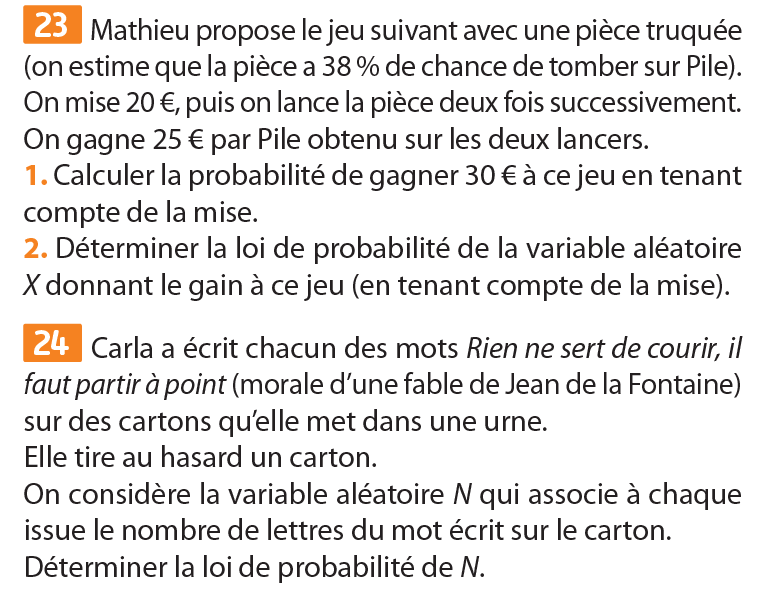 23 Mathieu propose le jeu suivant avec une pièce truquée
(on estime que la pièce a 38 % de chance de tomber sur Pile).
On mise 20 €, puis on lance la pièce deux fois successivement.
On gagne 25 € par Pile obtenu sur les deux lancers.
1. Calculer la probabilité de gagner 30 € à ce jeu en tenant
compte de la mise.
2. Déterminer la loi de probabilité de la variable aléatoire
X donnant le gain à ce jeu (en tenant compte de la mise).
24 Carla a écrit chacun des mots Rien ne sert de courir, il
faut partir à point (morale d'une fable de Jean de la Fontaine)
sur des cartons qu'elle met dans une urne.
Elle tire au hasard un carton.
On considère la variable aléatoire N qui associe à chaque
issue le nombre de lettres du mot écrit sur le carton.
Déterminer la loi de probabilité de N.